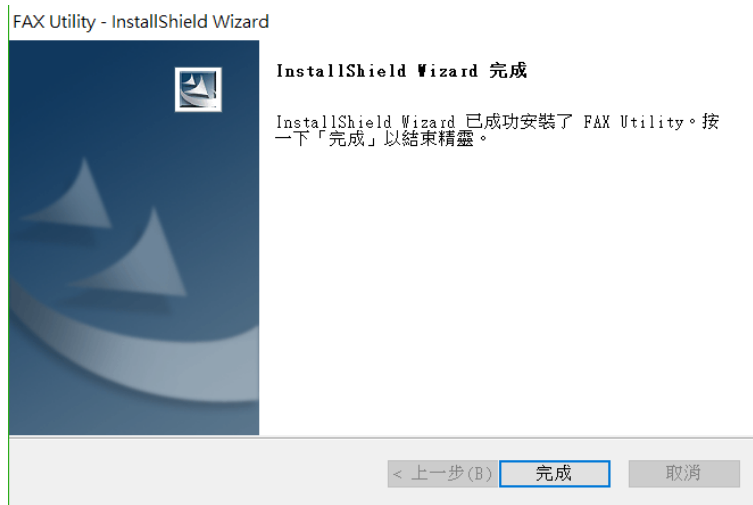 FAX Utility - InstallShield Wizard
InstallShield Wizard 完成
InstallShield Wizard 已成功安裝了 FAX Utility。按
一下「完成」以結束精靈。
< 上一步(B) 完成 取消